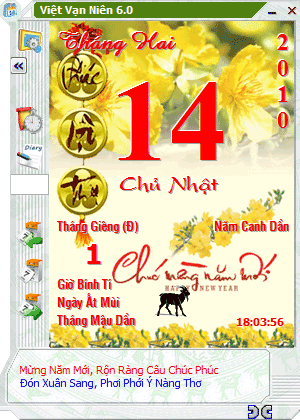 Việt Vạn Niên 6.0
Tháng Hai
2010
Phúc
Lộc
Thọ
14
Chủ Nhật
Tháng Giêng (Đ)
Năm Canh Dần
1
Chúc mừng năm mới
HAPPY NEW YEAR
Giờ Bính Tí
Ngày Ất Mùi
Tháng Mậu Dần
18:03:56
Diary
Mừng Năm Mới, Rộn Ràng Câu Chúc Phúc
Đón Xuân Sang, Phơi Phới Ý Nàng Thơ